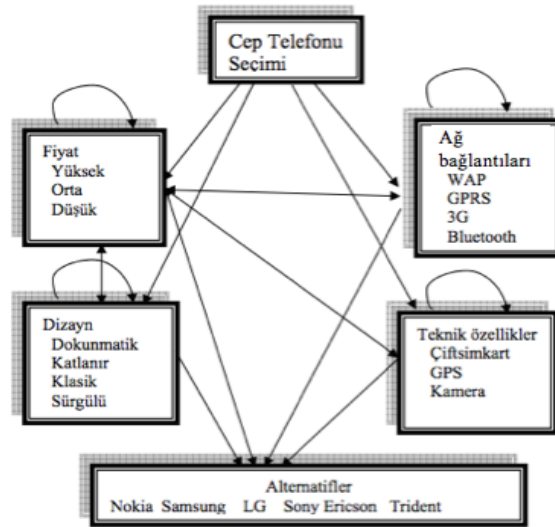 Cep Telefonu
Seçimi
Fiyat
Yüksek
Orta
Düşük
Ağ
bağlantıları
WAP
GPRS
3G
Bluetooth
Dizayn
Dokunmatik
Katlanır
Klasik
Sürgülü
Teknik özellikler
Çiftsimkart
GPS
Kamera
Alternatifler
Nokia Samsung LG Sony Ericson Trident